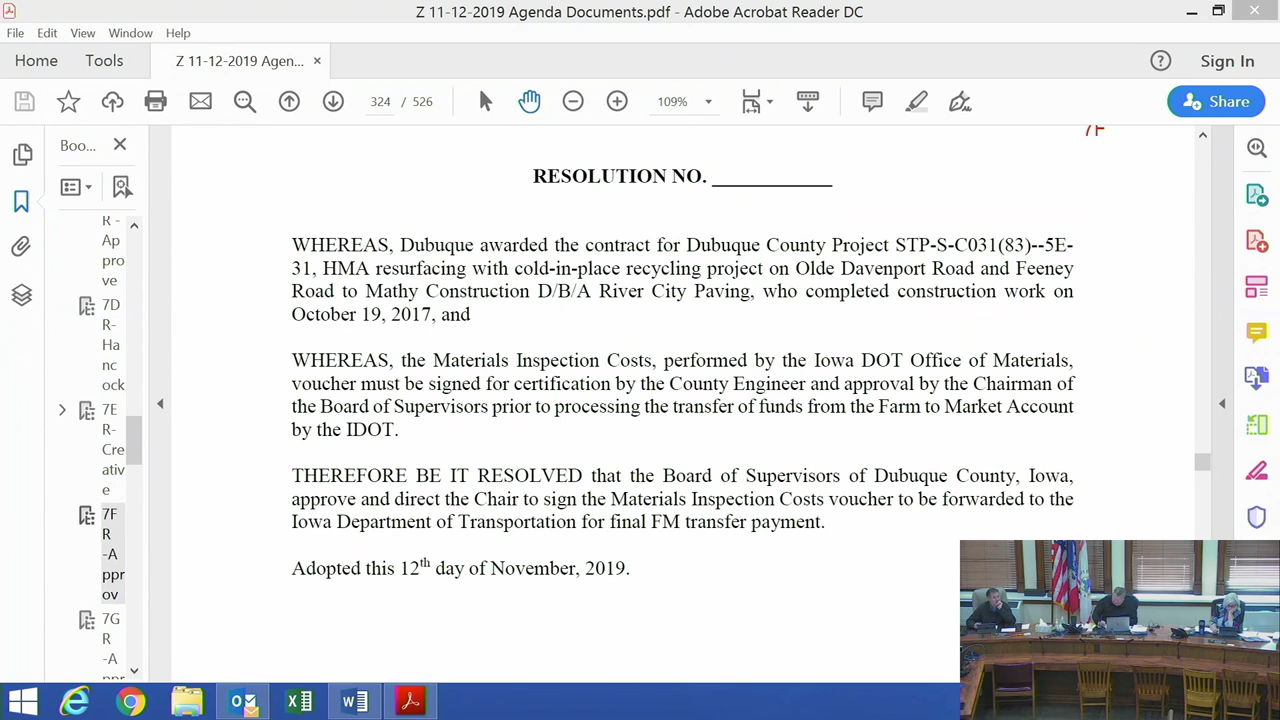 Z 11-12-2019 Agenda Documents.pdf - Adobe Acrobat Reader DC
File Edit View Window Help
Home Tools Z 11-12-2019 Agen... × Sign In
324 / 526 109% Share
7F
Boo...
RESOLUTION NO. ____________
WHEREAS, Dubuque awarded the contract for Dubuque County Project STP-S-C031(83)--5E-
31, HMA resurfacing with cold-in-place recycling project on Olde Davenport Road and Feeney
Road to Mathy Construction D/B/A River City Paving, who completed construction work on
October 19, 2017, and
WHEREAS, the Materials Inspection Costs, performed by the Iowa DOT Office of Materials,
voucher must be signed for certification by the County Engineer and approval by the Chairman of
the Board of Supervisors prior to processing the transfer of funds from the Farm to Market Account
by the IDOT.
THEREFORE BE IT RESOLVED that the Board of Supervisors of Dubuque County, Iowa,
approve and direct the Chair to sign the Materials Inspection Costs voucher to be forwarded to the
Iowa Department of Transportation for final FM transfer payment.
Adopted this 12th day of November, 2019.
R -
Ap
pro
ve
7D
R-
Ha
nc
ock
7E
R-
Cre
ativ
e
7F
R
-A
ppr
ov
7G
R
-A